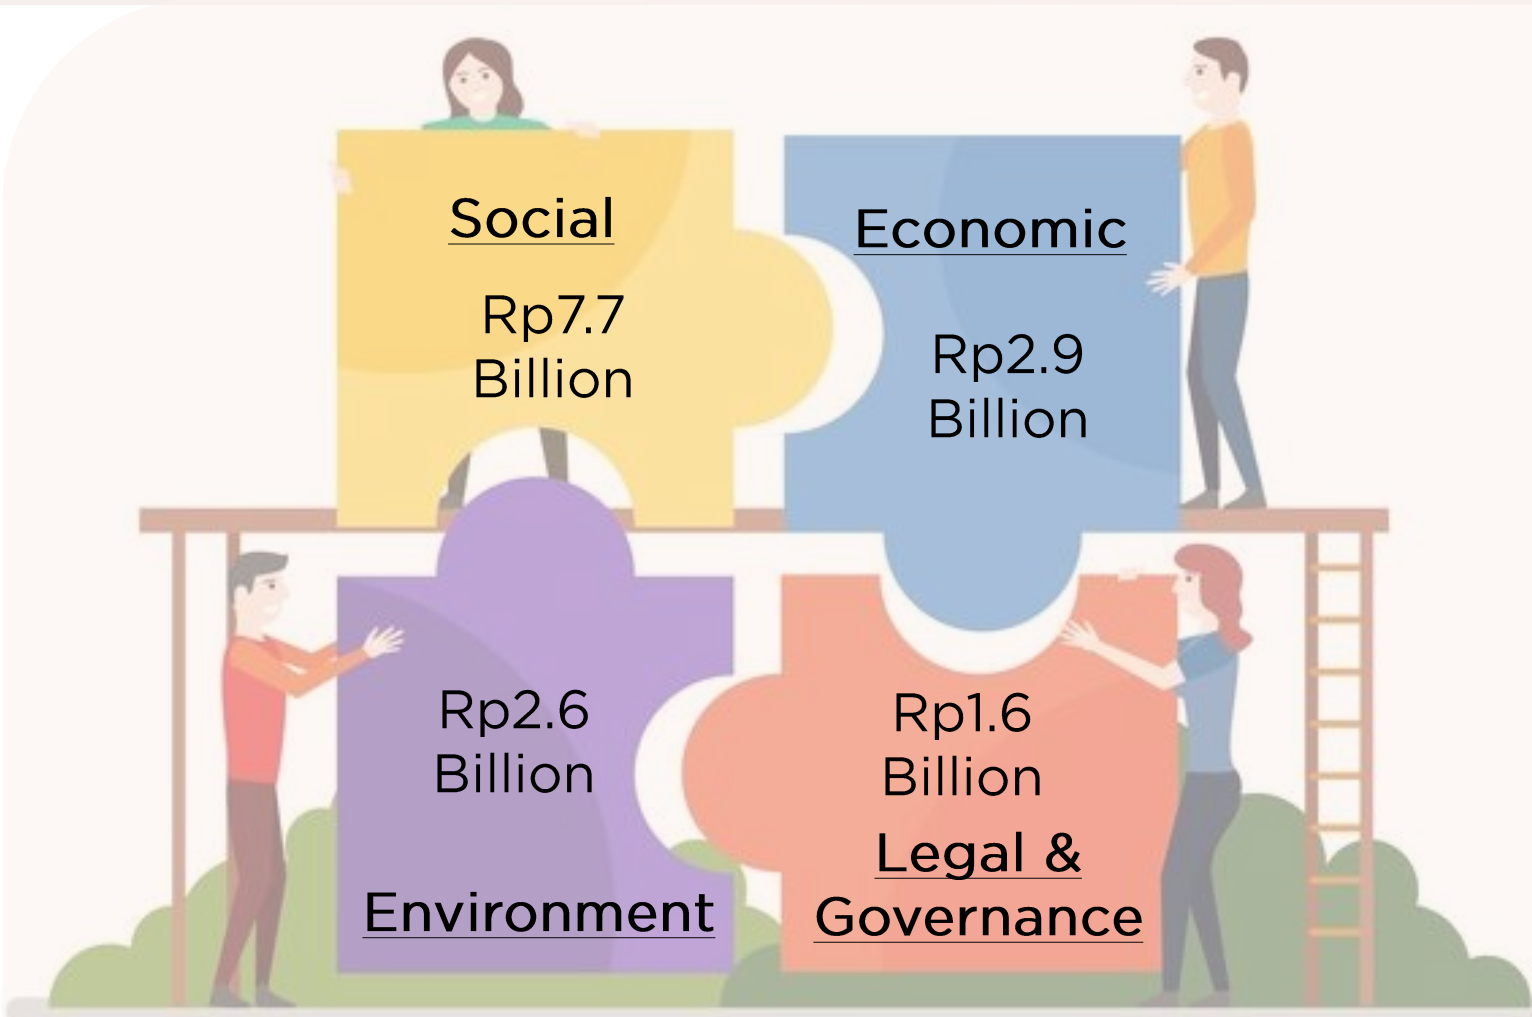 Social
Rp7.7
Billion
Economic
Rp2.9
Billion
Rp2.6
Billion
Environment
Rp1.6
Billion
Legal &
Governance